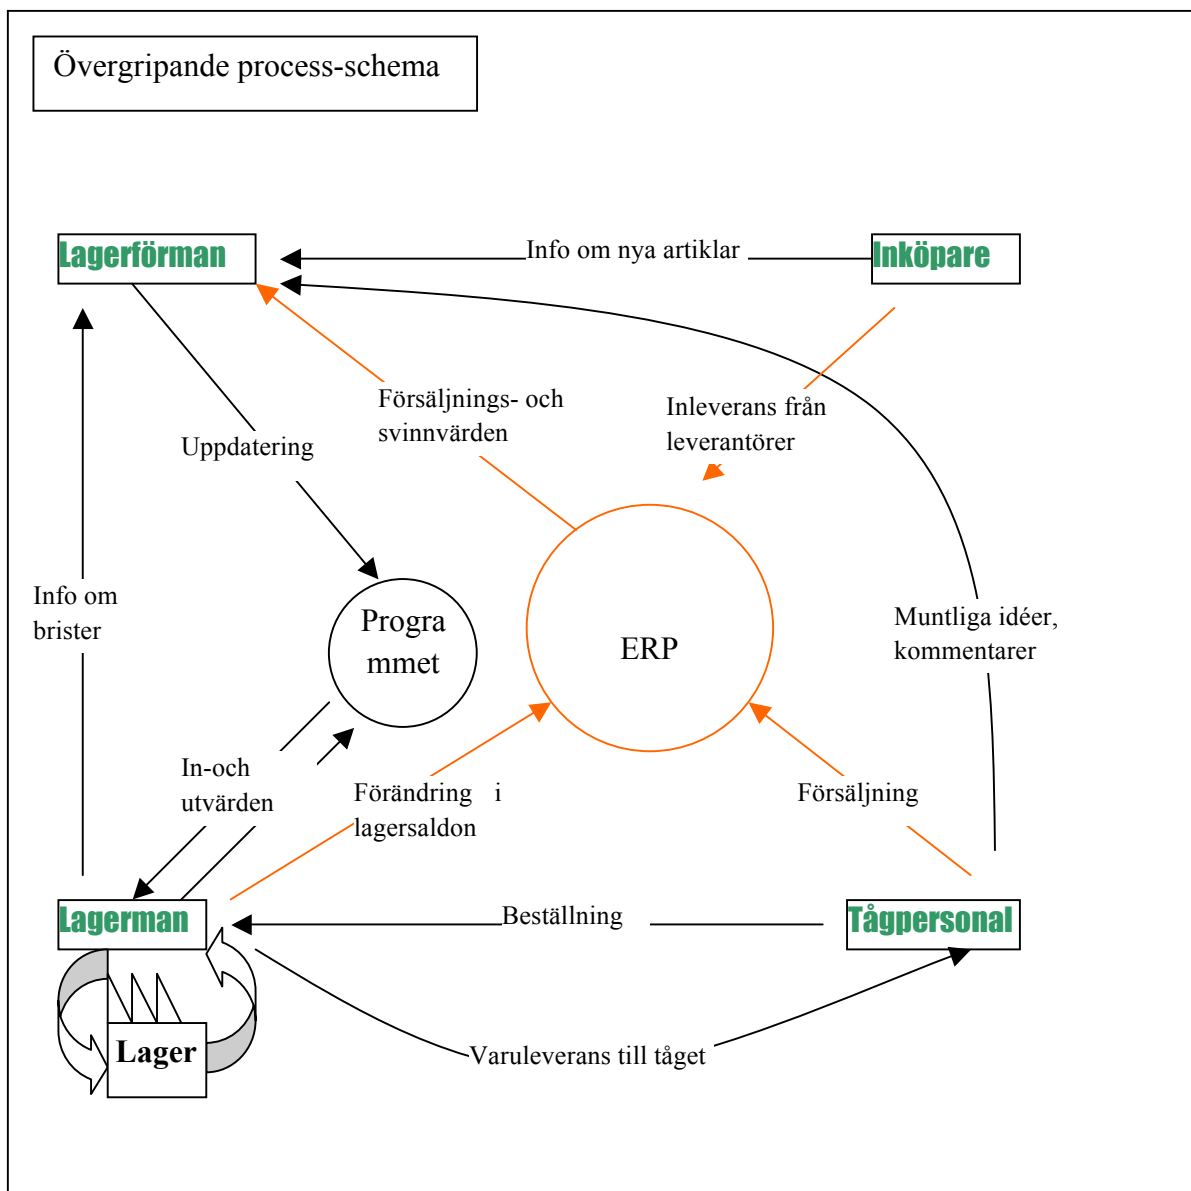 Övergripande process-schema
Lagerförman
Info om nya artiklar
Inköpare
Försäljnings- och
svinnvärden
Inleverans från
leverantörer
Uppdatering
Info om
brister
Progra
mmet
ERP
Muntliga idéer,
kommentarer
In-och
utvärden
Förändring i
lagersaldon
Försäljning
Lagerman
Beställning
Tågpersonal
Lager
Varuleverans till tåget